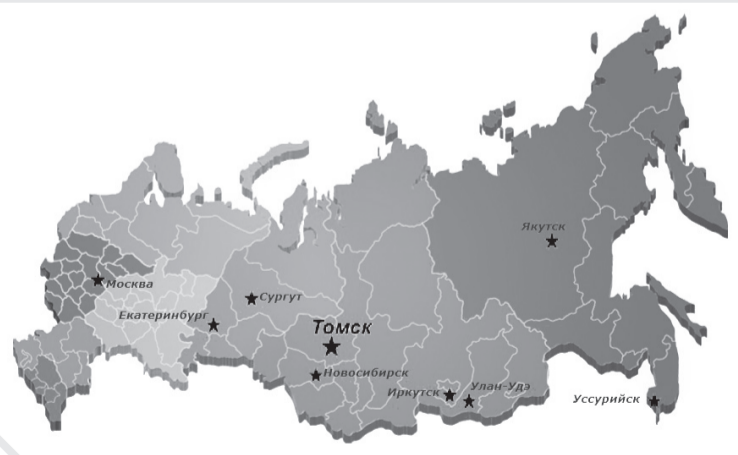 Якутск
Москва
Сургут
Екатеринбург
Томск
Новосибирск
Иркутск
Улан-Удэ
Уссурийск